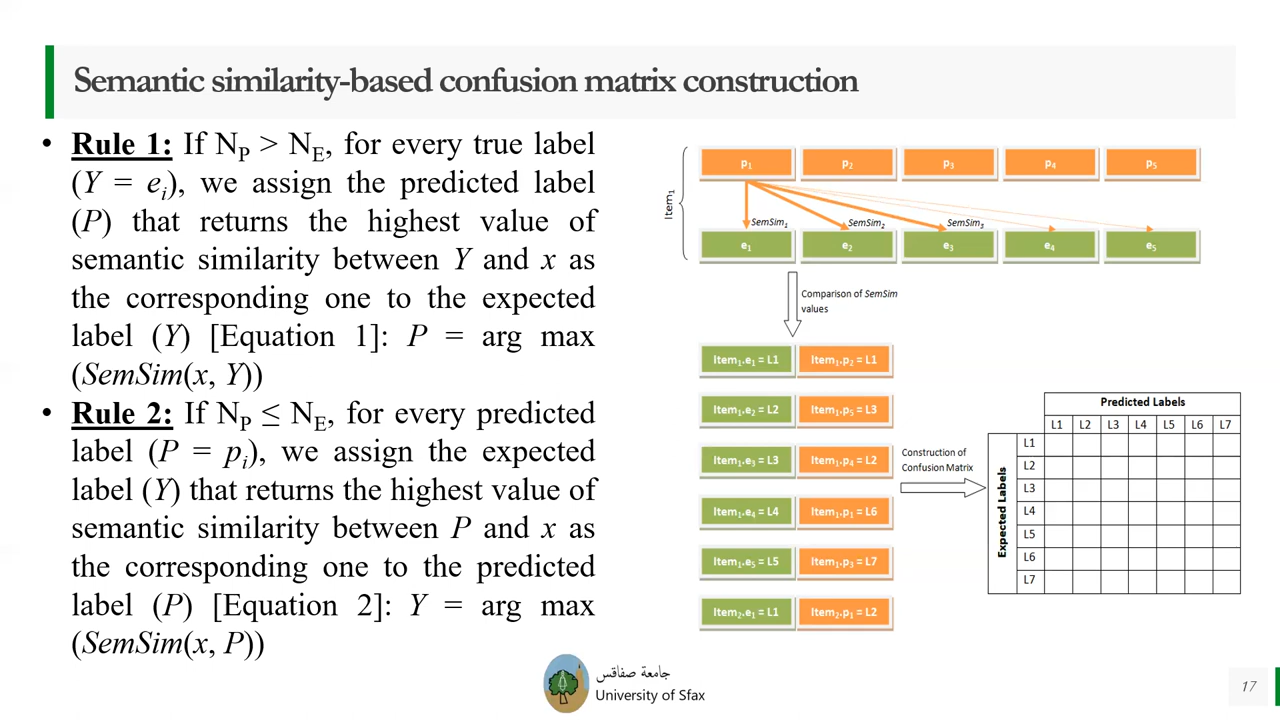 Semantic similarity-based confusion matrix construction
• Rule 1: If NP > NE, for every true label
(Y = ei), we assign the predicted label
(P) that returns the highest value of
semantic similarity between Y and x as
the corresponding one to the expected
label (Y) [Equation 1]: P = arg max
(SemSim(x, Y))
• Rule 2: If NP ≤ NE, for every predicted
label (P = pi), we assign the expected
label (Y) that returns the highest value of
semantic similarity between P and x as
the corresponding one to the predicted
label (P) [Equation 2]: Y = arg max
(SemSim(x, P))
Item1
p1 p2 p3 p4 p5
SemSim1 SemSim2 SemSim3
e1 e2 e3 e4 e5
Comparison of SemSim
values
Item1.e1 = L1 Item1.p2 = L1
Item1.e2 = L2 Item1.p5 = L3
Item1.e3 = L3 Item1.p4 = L2
Item1.e4 = L4 Item1.p1 = L6
Item1.e5 = L5 Item1.p3 = L7
Item2.e1 = L1 Item2.p1 = L2
Construction of
Confusion Matrix
Predicted Labels
L1 L2 L3 L4 L5 L6 L7
Expected Labels
L1
L2
L3
L4
L5
L6
L7
جامعة صفاقس
University of Sfax
17